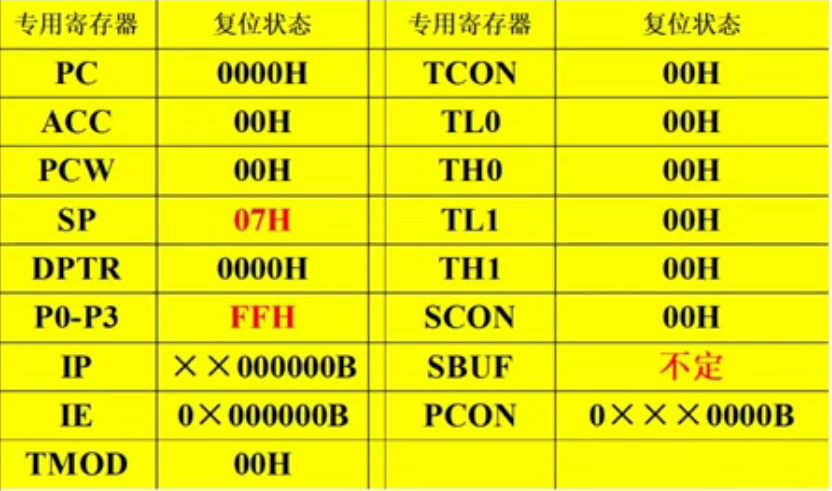 专用寄存器 复位状态 专用寄存器 复位状态
PC 0000H TCON 00H
ACC 00H TL0 00H
PCW 00H TH0 00H
SP 07H TL1 00H
DPTR 0000H TH1 00H
P0-P3 FFH SCON 00H
IP ××000000B SBUF 不定
IE 0×000000B PCON 0×××0000B
TMOD 00H